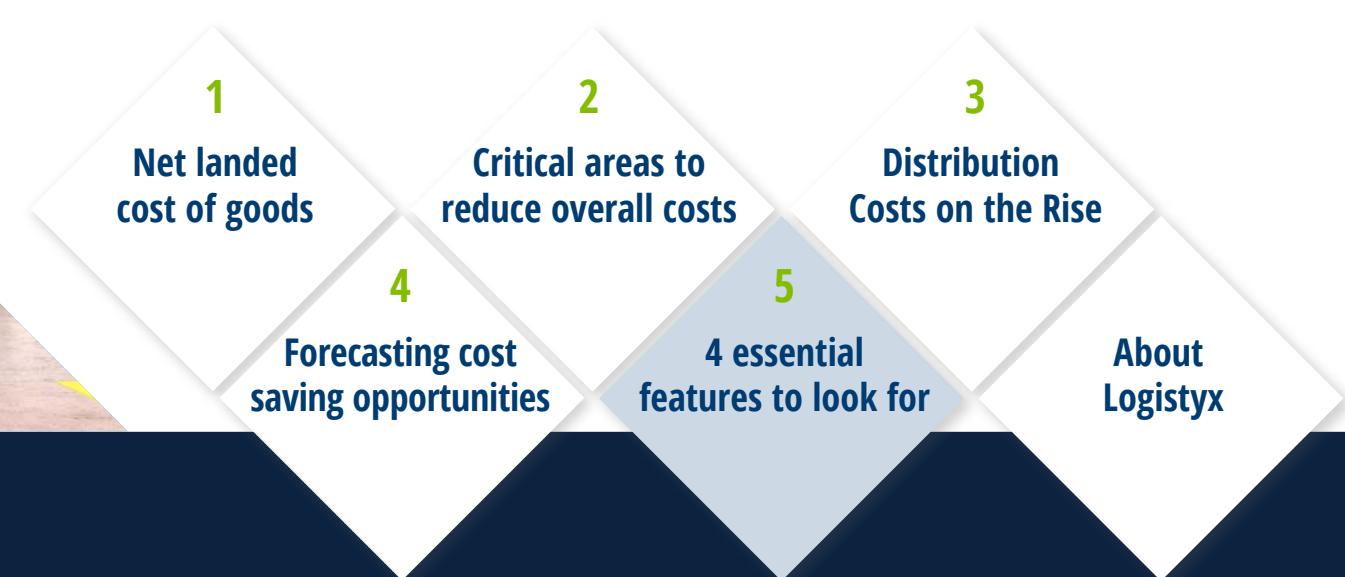 1
Net landed
cost of goods
2
Critical areas to
reduce overall costs
3
Distribution
Costs on the Rise
4
Forecasting cost
saving opportunities
5
4 essential
features to look for
About
Logistyx